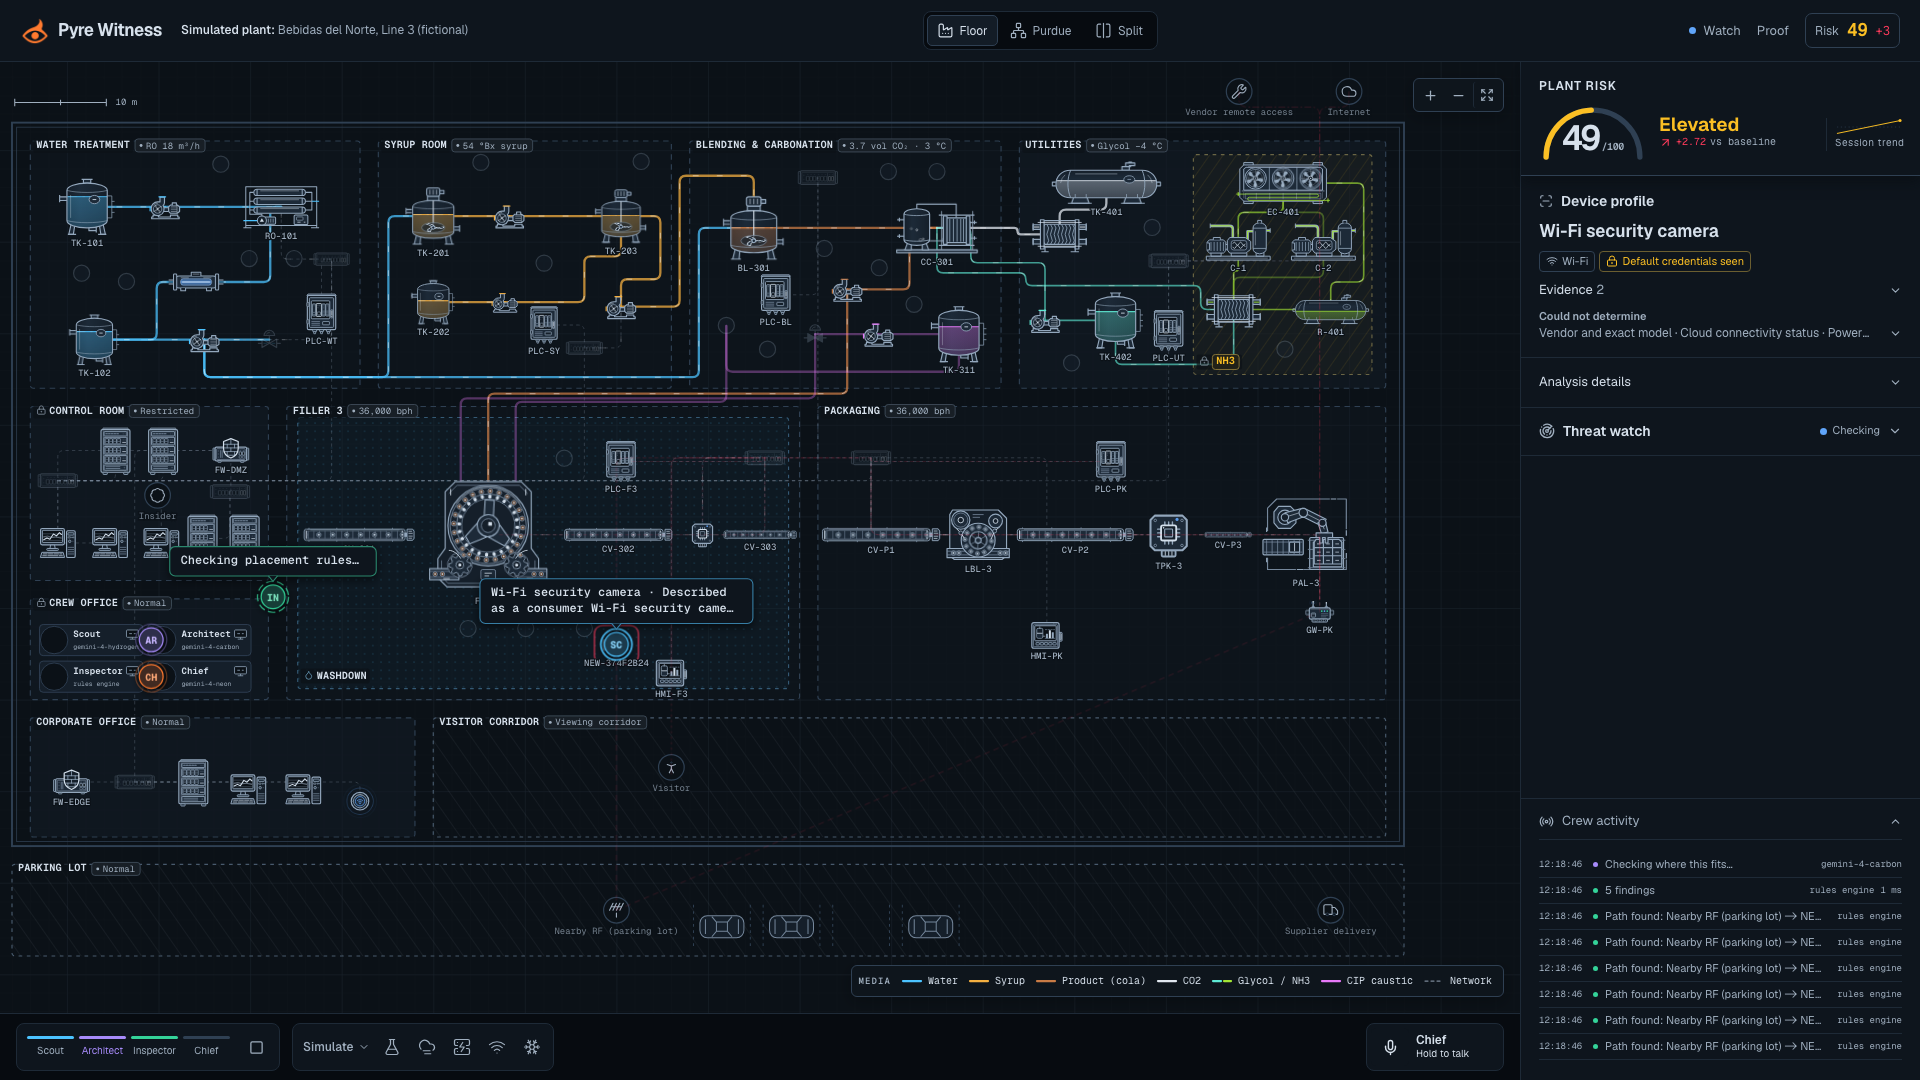 Pyre Witness
Simulated plant: Bebidas del Norte, Line 3 (fictional)
Floor
Purdue
Split
Watch
Proof
Risk 49 +3
10 m
Vendor remote access
Internet
WATER TREATMENT
RO 18 m³/h
SYRUP ROOM
54 °Bx syrup
BLENDING & CARBONATION
3.7 vol CO₂ · 3 °C
UTILITIES
Glycol −4 °C
TK-101
RO-101
TK-102
PLC-WT
TK-201
TK-203
TK-202
PLC-SY
BL-301
CC-301
PLC-BL
TK-311
TK-401
EC-401
C-1
C-2
R-401
TK-402
PLC-UT
NH3
CONTROL ROOM
Restricted
FW-DMZ
Insider
Checking placement rules…
IN
FILLER 3
36,000 bph
PLC-F3
CV-302
CV-303
Wi-Fi security camera · Described
as a consumer Wi-Fi security came…
SC
NEW-374F2B24
HMI-F3
WASHDOWN
PACKAGING
36,000 bph
PLC-PK
CV-P1
LBL-3
CV-P2
TPK-3
CV-P3
PAL-3
GW-PK
HMI-PK
CREW OFFICE
Normal
Scout
gemini-4-hydrogen
AR
Architect
gemini-4-carbon
Inspector
rules engine
CH
Chief
gemini-4-neon
CORPORATE OFFICE
Normal
FW-EDGE
VISITOR CORRIDOR
Viewing corridor
Visitor
PARKING LOT
Normal
Nearby RF (parking lot)
Supplier delivery
MEDIA
Water
Syrup
Product (cola)
CO2
Glycol / NH3
CIP caustic
Network
Scout
Architect
Inspector
Chief
Simulate
Chief
Hold to talk
PLANT RISK
49 /100
Elevated
+2.72 vs baseline
Session trend
Device profile
Wi-Fi security camera
Wi-Fi
Default credentials seen
Evidence 2
Could not determine
Vendor and exact model · Cloud connectivity status · Power…
Analysis details
Threat watch
Checking
Crew activity
12:18:46 Checking where this fits… gemini-4-carbon
12:18:46 5 findings rules engine 1 ms
12:18:46 Path found: Nearby RF (parking lot) → NE… rules engine
12:18:46 Path found: Nearby RF (parking lot) → NE… rules engine
12:18:46 Path found: Nearby RF (parking lot) → NE… rules engine
12:18:46 Path found: Nearby RF (parking lot) → NE… rules engine
12:18:46 Path found: Nearby RF (parking lot) → NE… rules engine
12:18:46 Path found: Nearby RF (parking lot) → NE… rules engine